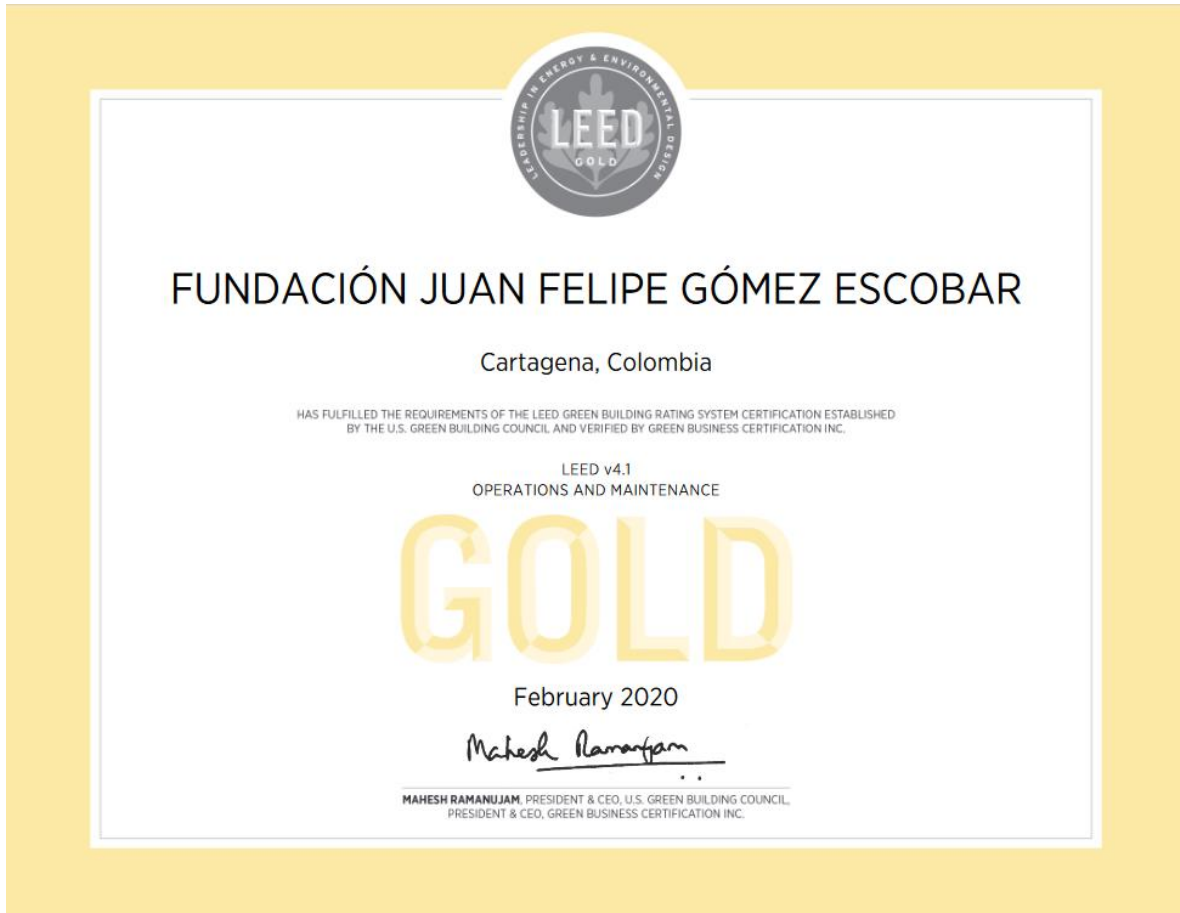 LEADERSHIP IN ENERGY & ENVIRONMENTAL DESIGN
LEED
GOLD
FUNDACIÓN JUAN FELIPE GÓMEZ ESCOBAR
Cartagena, Colombia
HAS FULFILLED THE REQUIREMENTS OF THE LEED GREEN BUILDING RATING SYSTEM CERTIFICATION ESTABLISHED
BY THE U.S. GREEN BUILDING COUNCIL AND VERIFIED BY GREEN BUSINESS CERTIFICATION INC.
LEED v4.1
OPERATIONS AND MAINTENANCE
GOLD
February 2020
Mahesh Ramanujam
MAHESH RAMANUJAM, PRESIDENT & CEO, U.S. GREEN BUILDING COUNCIL,
PRESIDENT & CEO, GREEN BUSINESS CERTIFICATION INC.